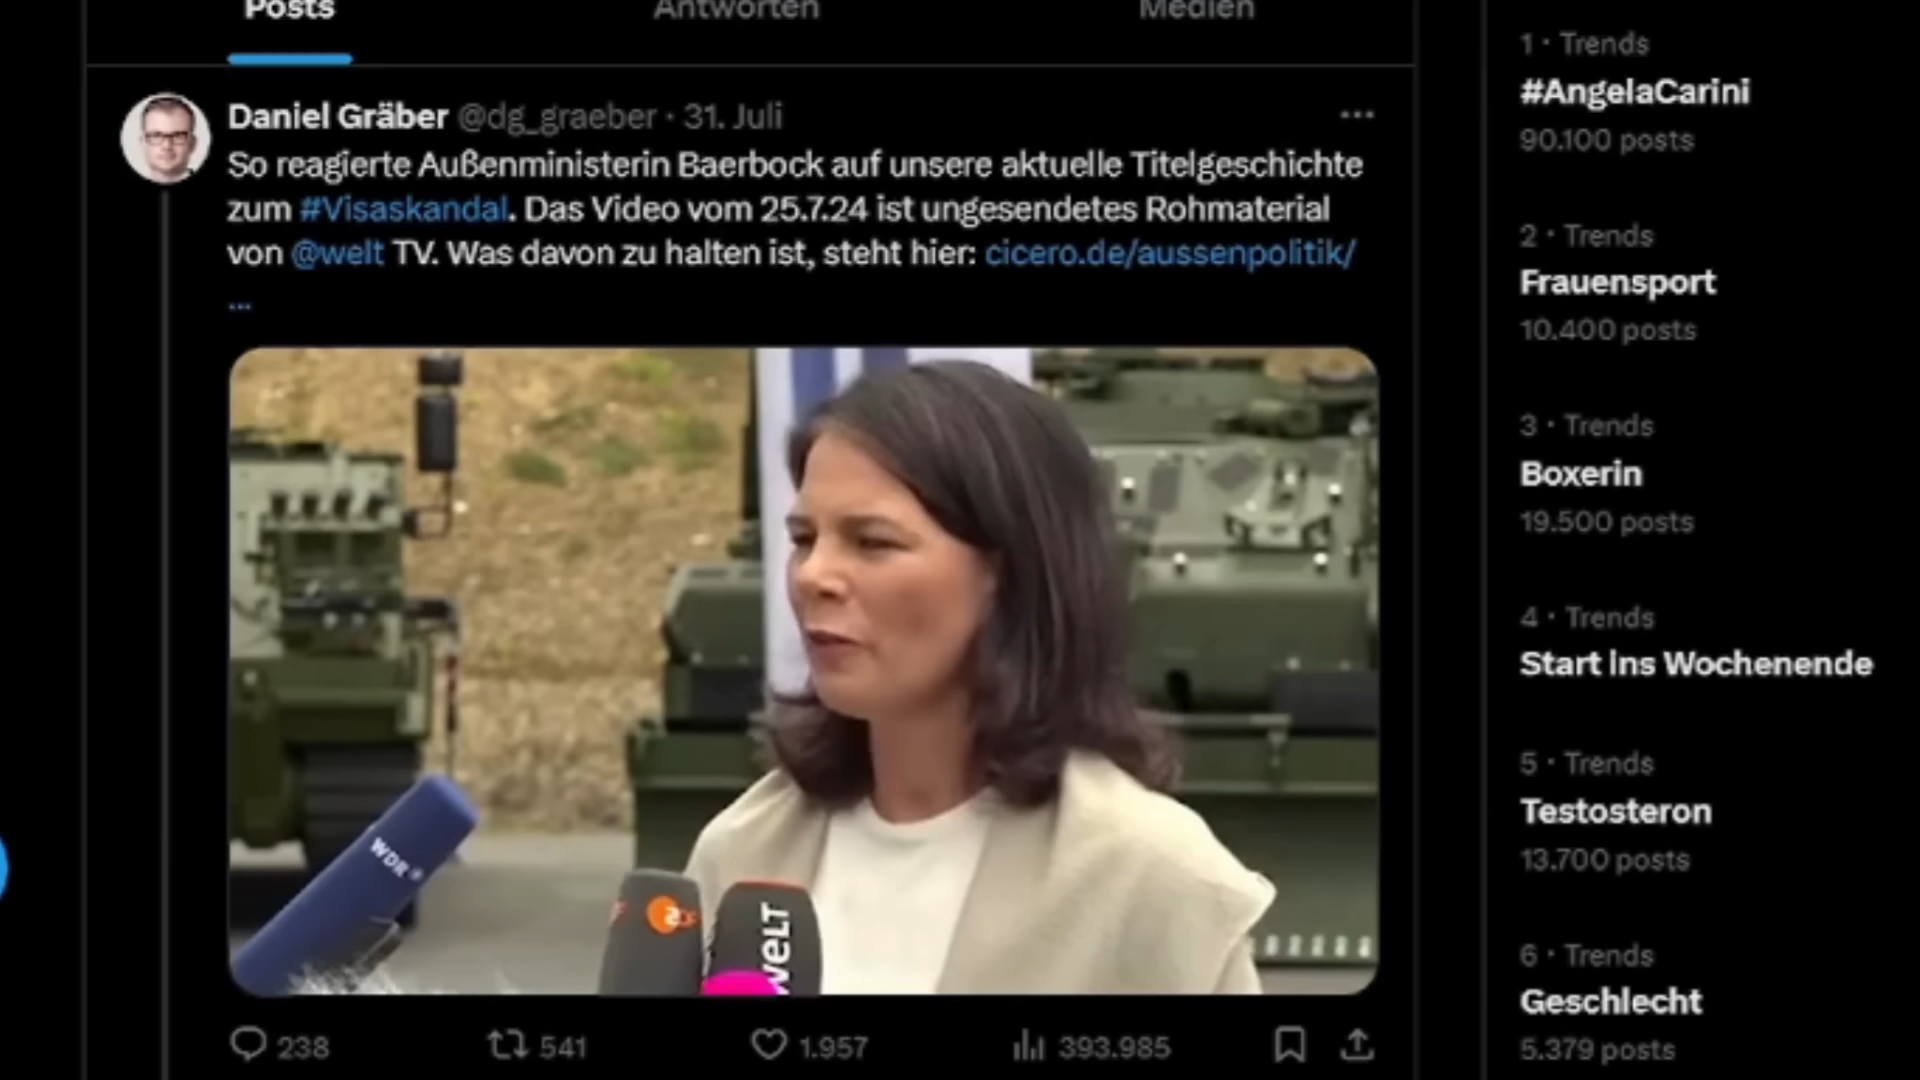 Posts
Antworten
Medien
Daniel Gräber @dg_graeber · 31. Juli
So reagierte Außenministerin Baerbock auf unsere aktuelle Titelgeschichte
zum #Visaskandal. Das Video vom 25.7.24 ist ungesendetes Rohmaterial
von @welt TV. Was davon zu halten ist, steht hier: cicero.de/aussenpolitik/
...
WDR
ZDF
WELT
238
541
1.957
393.985
1 · Trends
#AngelaCarini
90.100 posts
2 · Trends
Frauensport
10.400 posts
3 · Trends
Boxerin
19.500 posts
4 · Trends
Start ins Wochenende
5 · Trends
Testosteron
13.700 posts
6 · Trends
Geschlecht
5.379 posts